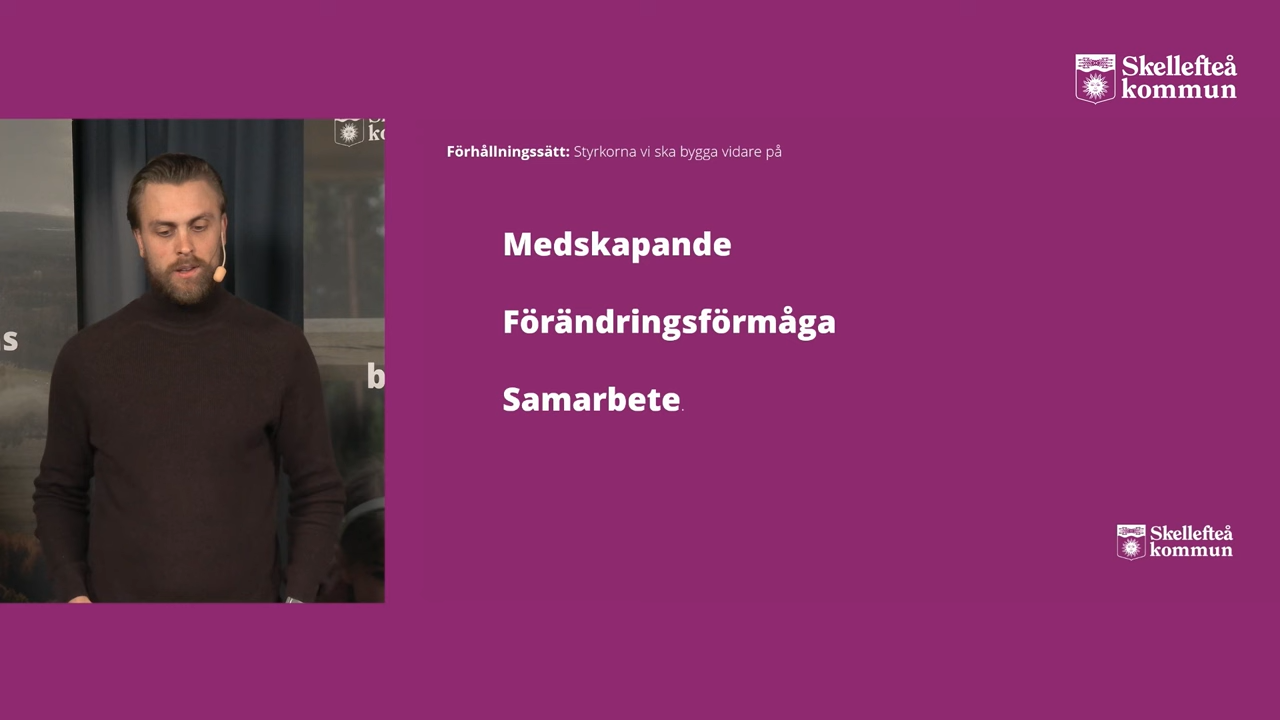 Skellefteå
kommun
Förhållningssätt: Styrkorna vi ska bygga vidare på
Medskapande
Förändringsförmåga
Samarbete.
s
b
Skellefteå
kommun